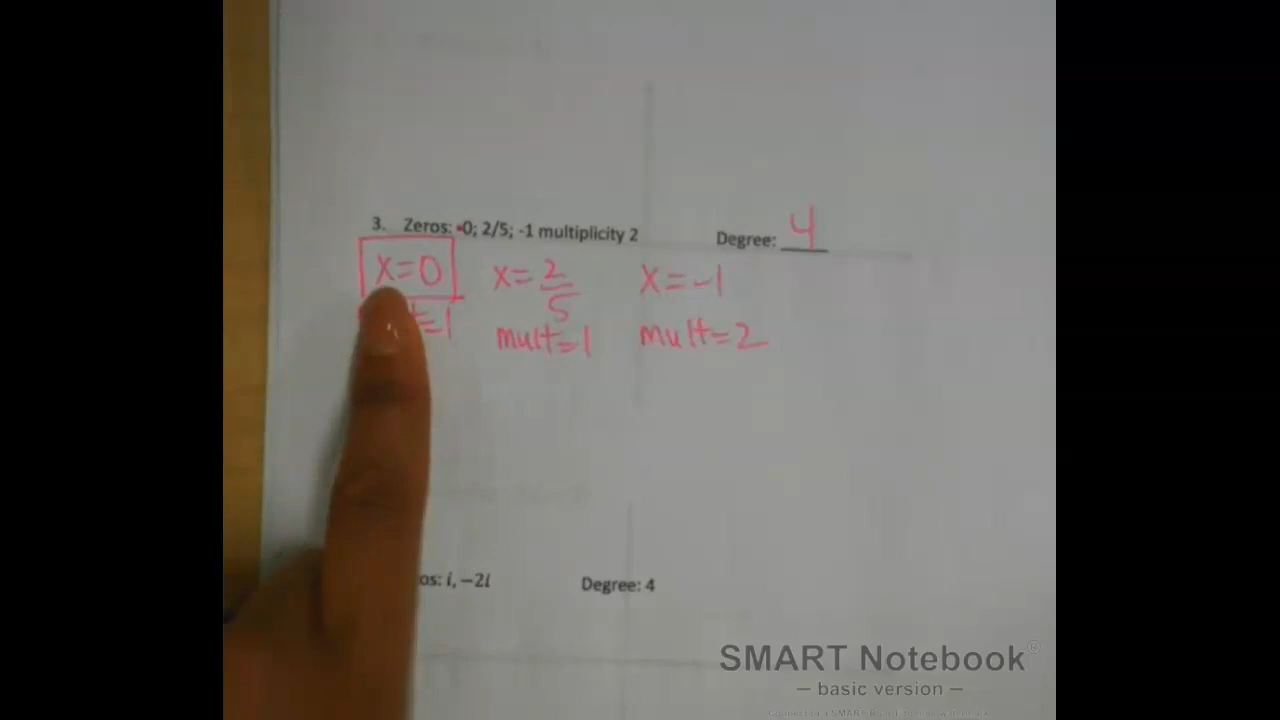 3. Zeros: 0; 2/5; -1 multiplicity 2 Degree: 4
x=0 x=2/5 x=-1
=1 mult=1 mult=2
os: i, −2i Degree: 4
SMART Notebook®
— basic version —